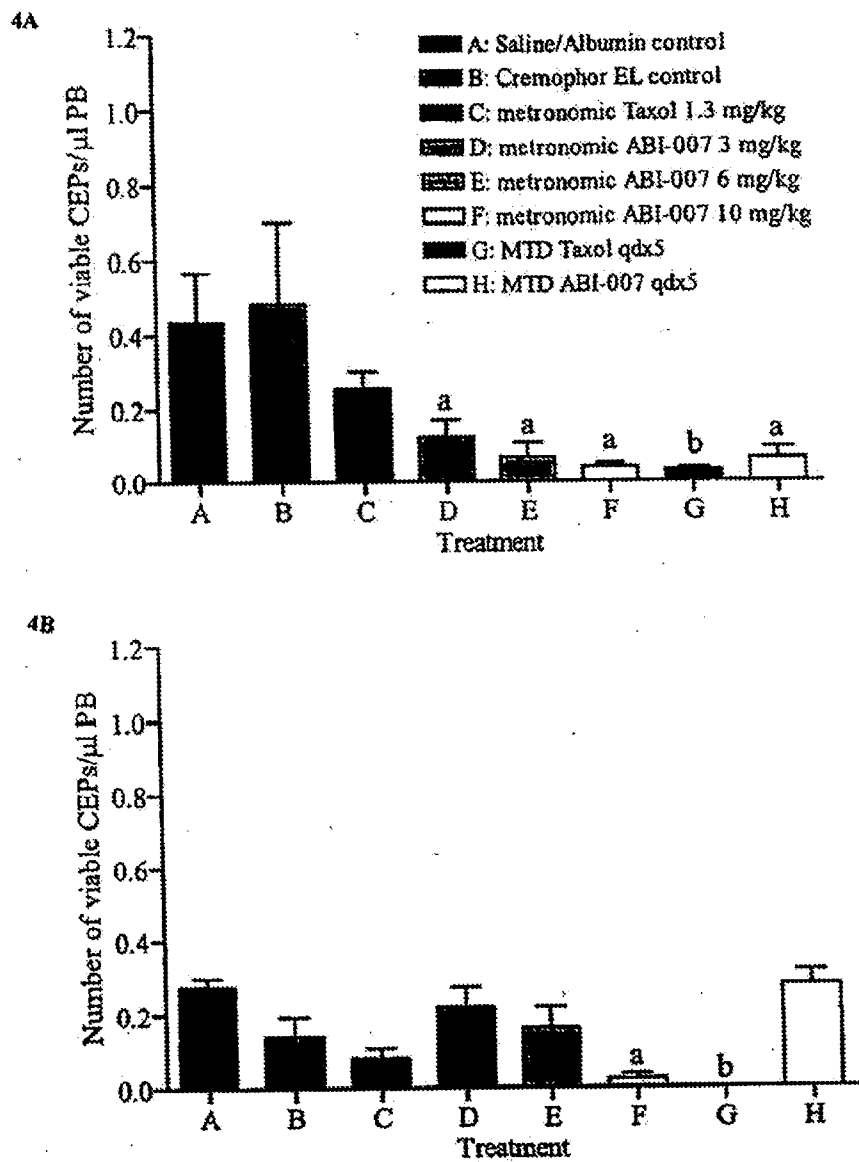 4A
1.2
1.0
0.8
0.6
0.4
0.2
0.0
Number of viable CEPs/µl PB
A: Saline/Albumin control
B: Cremophor EL control
C: metronomic Taxol 1.3 mg/kg
D: metronomic ABI-007 3 mg/kg
E: metronomic ABI-007 6 mg/kg
F: metronomic ABI-007 10 mg/kg
G: MTD Taxol qdx5
H: MTD ABI-007 qdx5
a a a b a
A B C D E F G H
Treatment
4B
1.2
1.0
0.8
0.6
0.4
0.2
0.0
Number of viable CEPs/µl PB
a b
A B C D E F G H
Treatment